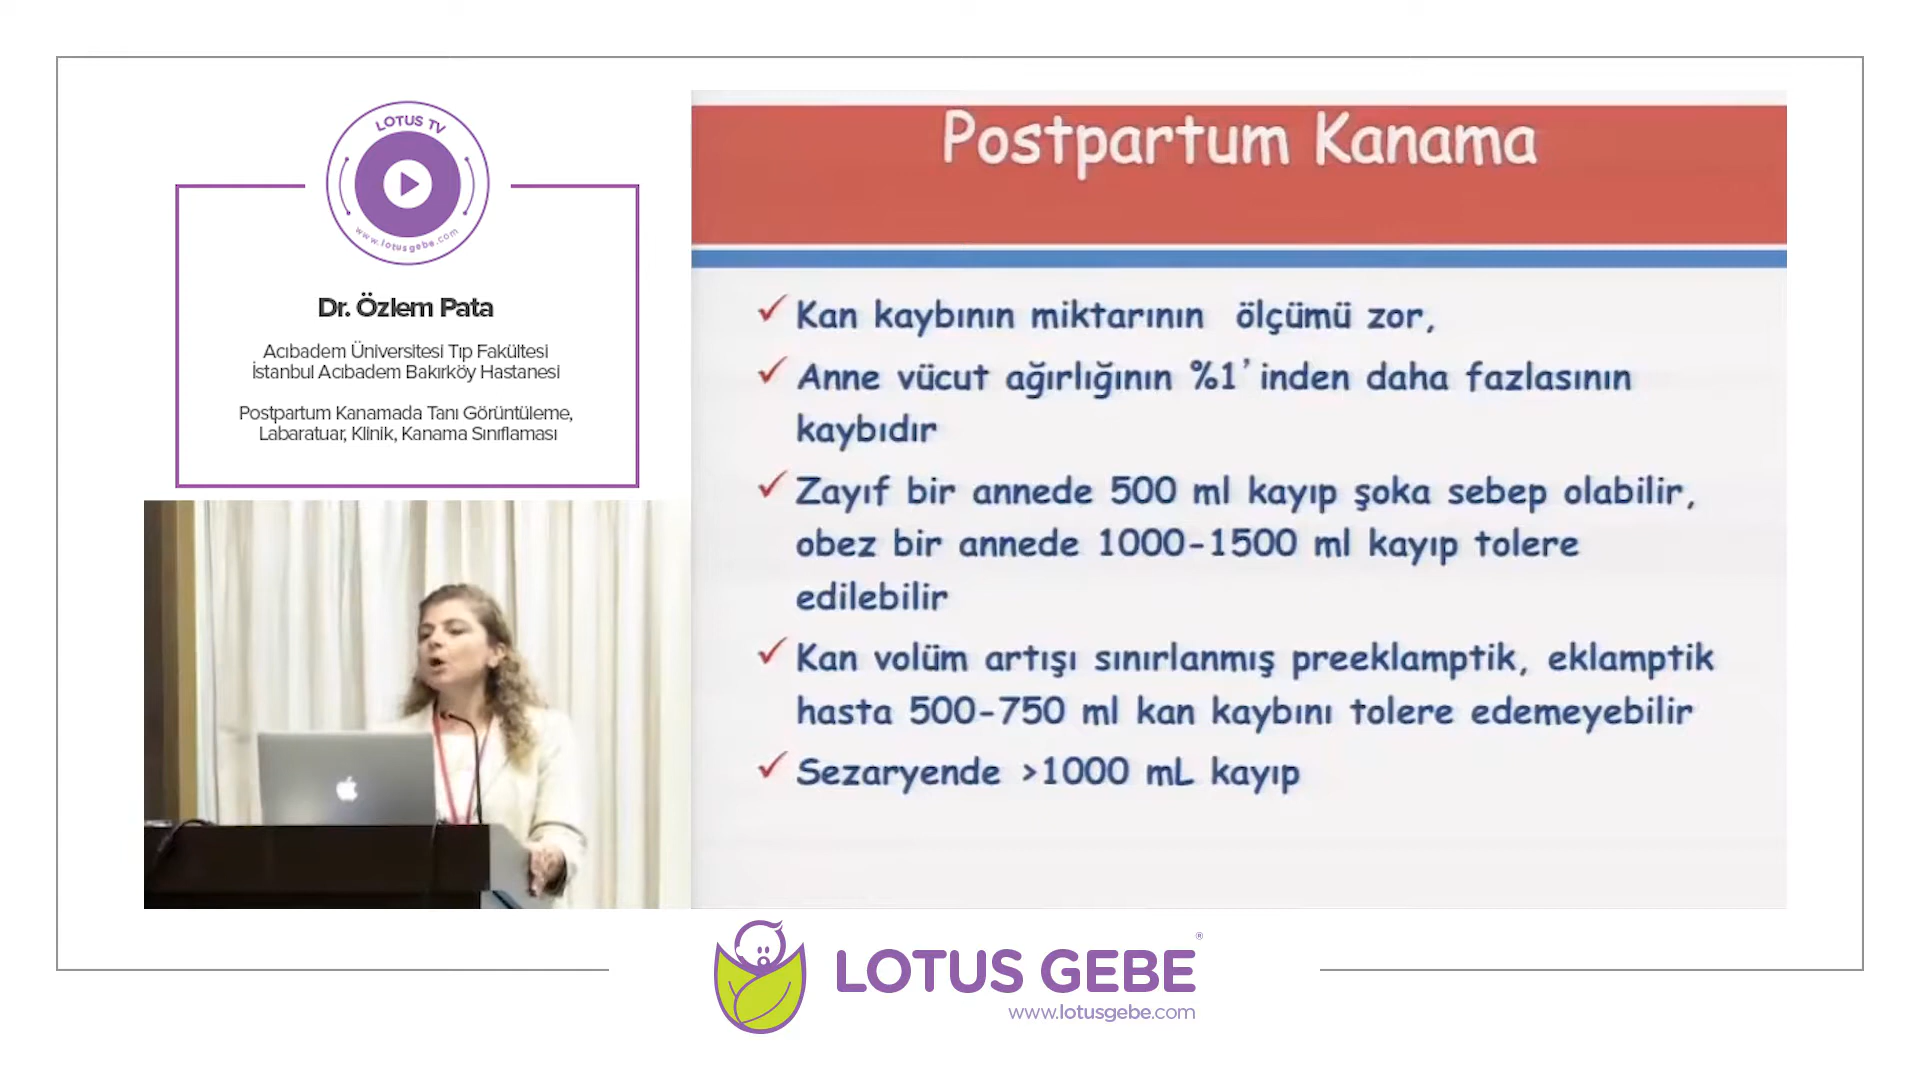 LOTUS TV
www.lotusgebe.com
Dr. Özlem Pata
Acıbadem Üniversitesi Tıp Fakültesi
İstanbul Acıbadem Bakırköy Hastanesi
Postpartum Kanamada Tanı Görüntüleme,
Labaratuar, Klinik, Kanama Sınıflaması
Postpartum Kanama
✓ Kan kaybının miktarının ölçümü zor,
✓ Anne vücut ağırlığının %1'inden daha fazlasının
kaybıdır
✓ Zayıf bir annede 500 ml kayıp şoka sebep olabilir,
obez bir annede 1000-1500 ml kayıp tolere
edilebilir
✓ Kan volüm artışı sınırlanmış preeklamptik, eklamptik
hasta 500-750 ml kan kaybını tolere edemeyebilir
✓ Sezaryende >1000 mL kayıp
LOTUS GEBE®
www.lotusgebe.com